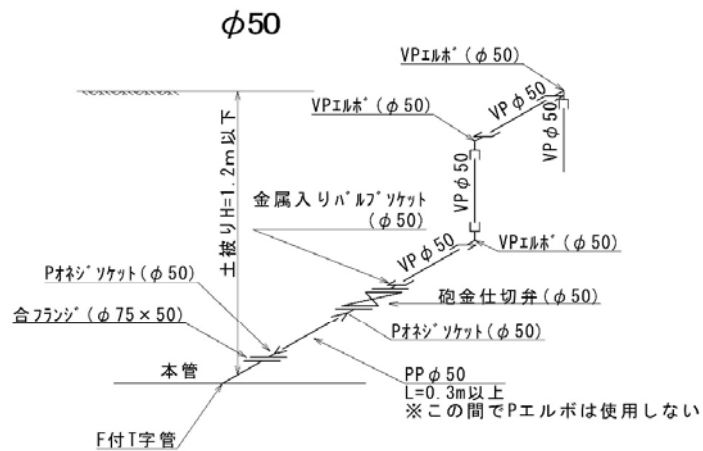 φ50
VPエルボ(φ50)
VPφ50
VPエルボ(φ50)
VPφ50
土被りH=1.2m以下
金属入りバルブソケット
(φ50)
VPφ50
VPφ50
VPエルボ(φ50)
Pオネジソケット(φ50)
砲金仕切弁(φ50)
合フランジ(φ75×50)
Pオネジソケット(φ50)
本管
PPφ50
L=0.3m以上
※この間でPエルボは使用しない
F付T字管